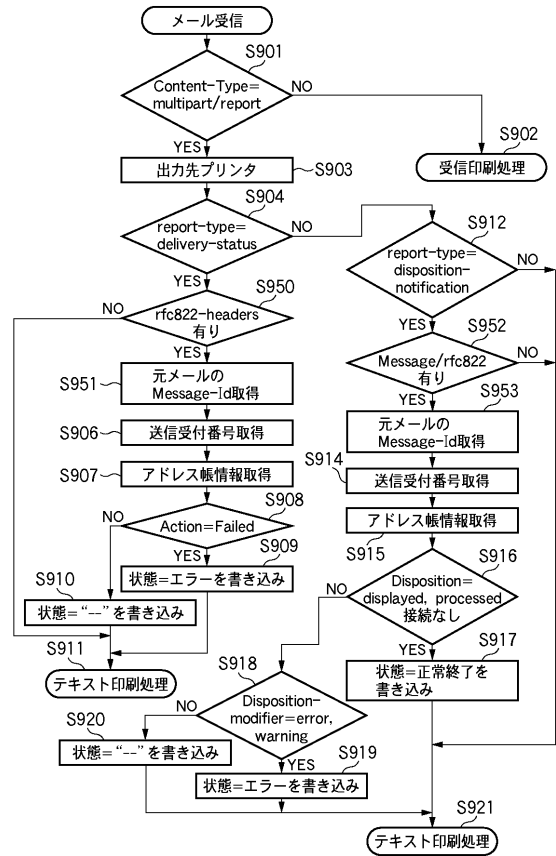 メール受信
S901
Content-Type=
multipart/report
NO
YES
S902
受信印刷処理
出力先プリンタ
S903
S904
report-type=
delivery-status
NO
YES
S912
report-type=
disposition-
notification
NO
YES
S950
rfc822-headers
有り
NO
YES
S952
Message/rfc822
有り
NO
YES
S951
元メールの
Message-Id取得
S953
元メールの
Message-Id取得
S906
送信受付番号取得
S914
送信受付番号取得
S907
アドレス帳情報取得
アドレス帳情報取得
S915
S908
Action=Failed
NO
YES
S909
状態=エラーを書き込み
S916
Disposition=
displayed, processed
接続なし
NO
YES
S910
状態=“--”を書き込み
S917
状態=正常終了を
書き込み
S911
テキスト印刷処理
S918
Disposition-
modifier=error,
warning
NO
YES
S920
状態=“--”を書き込み
S919
状態=エラーを書き込み
S921
テキスト印刷処理